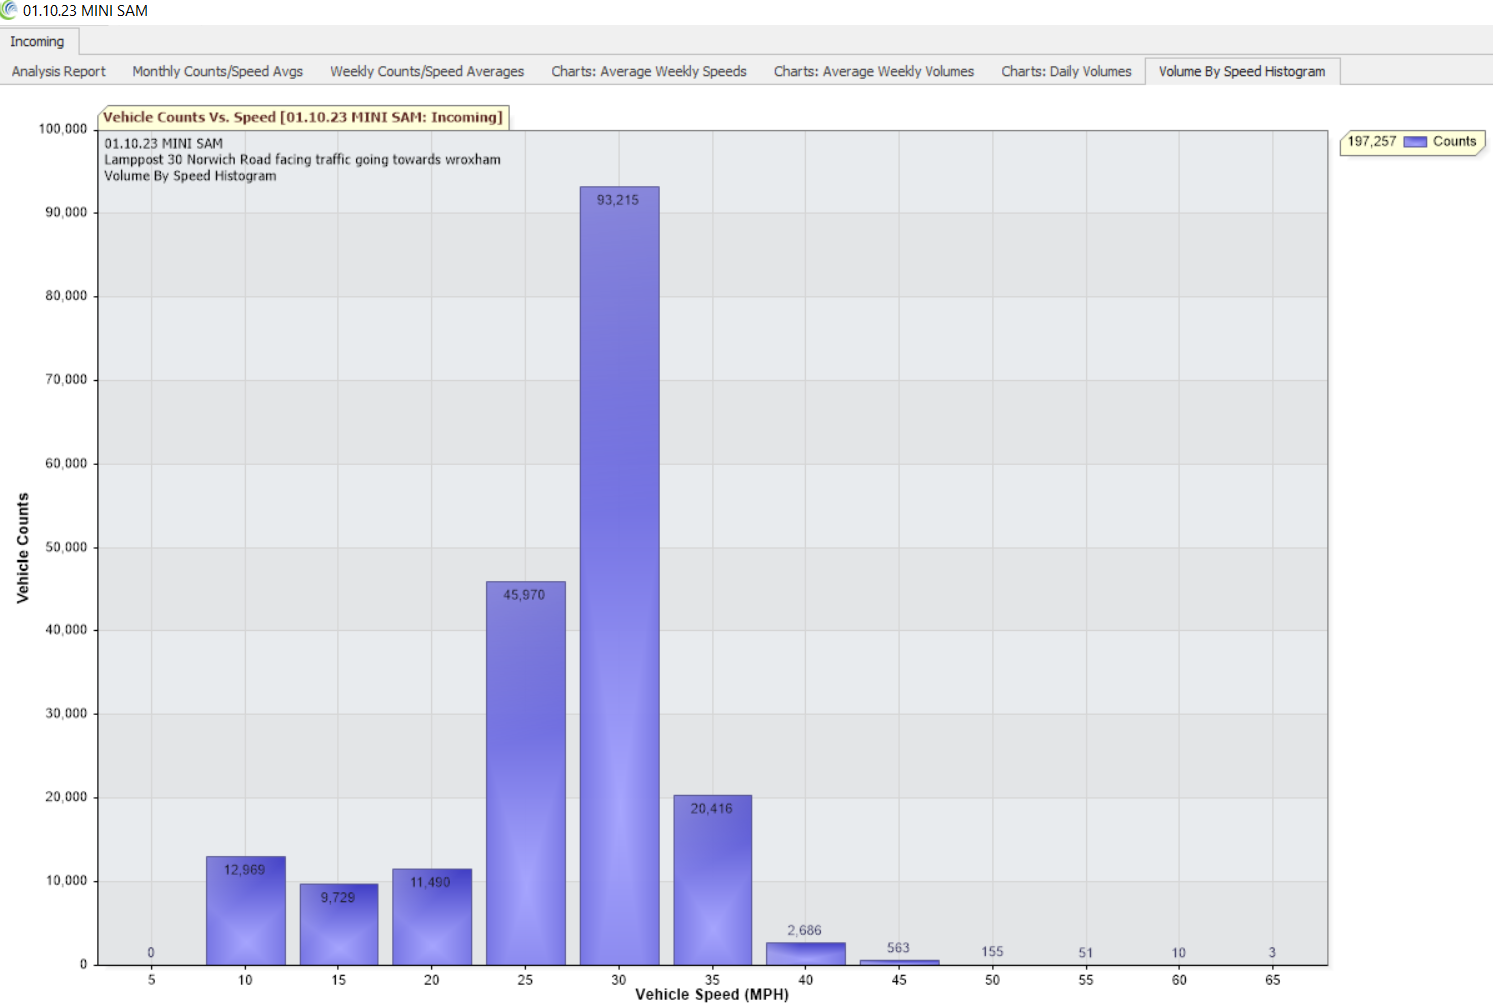 01.10.23 MINI SAM
Incoming
Analysis Report Monthly Counts/Speed Avgs Weekly Counts/Speed Averages Charts: Average Weekly Speeds Charts: Average Weekly Volumes Charts: Daily Volumes Volume By Speed Histogram
Vehicle Counts Vs. Speed [01.10.23 MINI SAM: Incoming]
01.10.23 MINI SAM
Lamppost 30 Norwich Road facing traffic going towards wroxham
Volume By Speed Histogram
197,257 Counts
100,000
90,000
80,000
70,000
60,000
50,000
40,000
30,000
20,000
10,000
0
Vehicle Counts
0
12,969
9,729
11,490
45,970
93,215
20,416
2,686
563
155
51
10
3
5 10 15 20 25 30 35 40 45 50 55 60 65
Vehicle Speed (MPH)